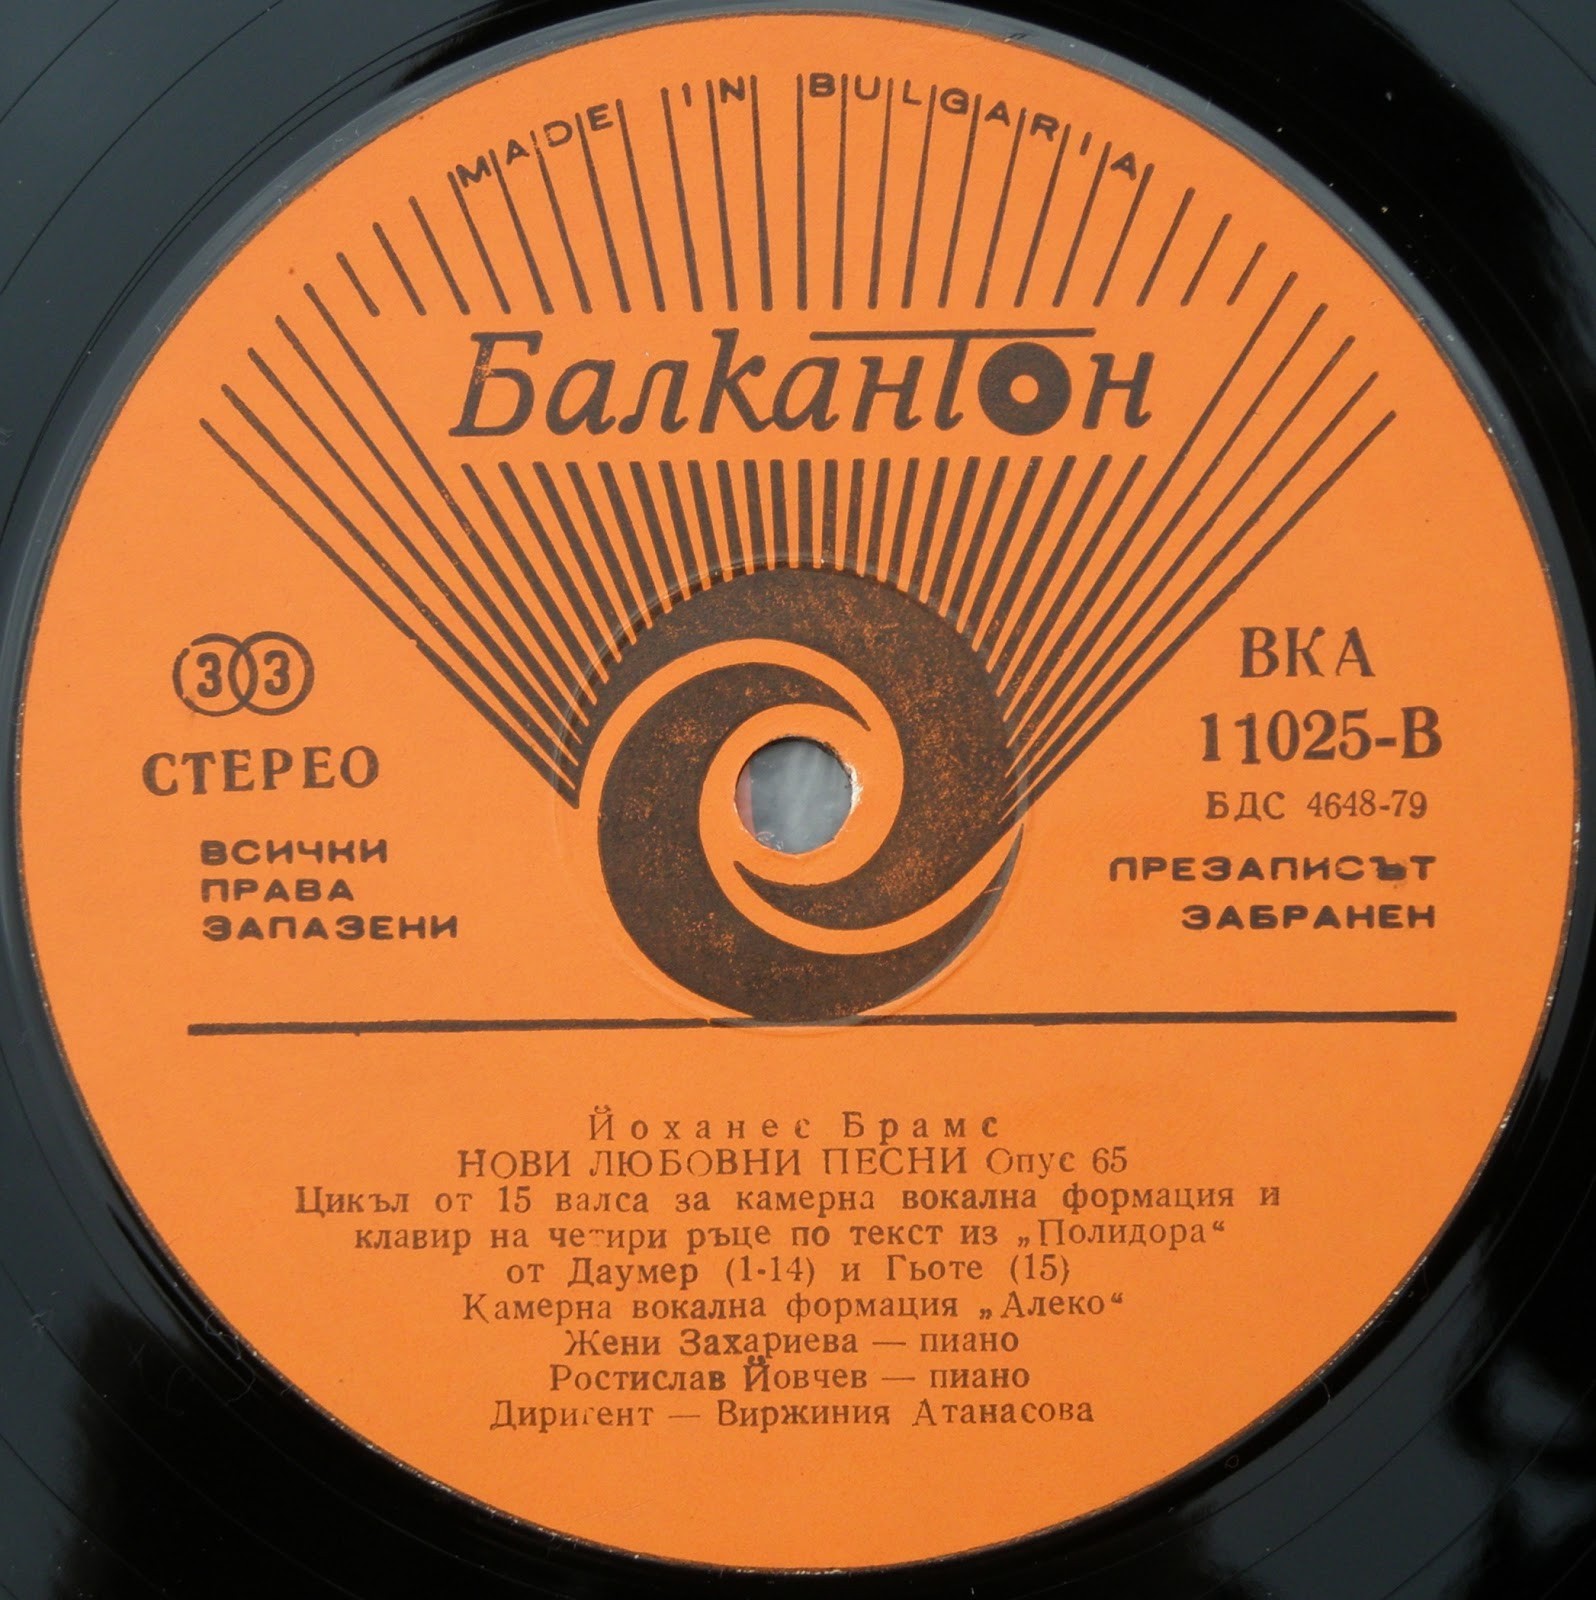 MADE IN BULGARIA
Балкантон
33
СТЕРЕО
ВСИЧКИ
ПРАВА
ЗАПАЗЕНИ
ВКА
11025-В
БДС 4648-79
ПРЕЗАПИСЪТ
ЗАБРАНЕН
Йоханес Брамс
НОВИ ЛЮБОВНИ ПЕСНИ Опус 65
Цикъл от 15 валса за камерна вокална формация и
клавир на четири ръце по текст из „Полидора“
от Даумер (1-14) и Гьоте (15)
Камерна вокална формация „Алеко“
Жени Захариева — пиано
Ростислав Йовчев — пиано
Диригент — Виржиния Атанасова